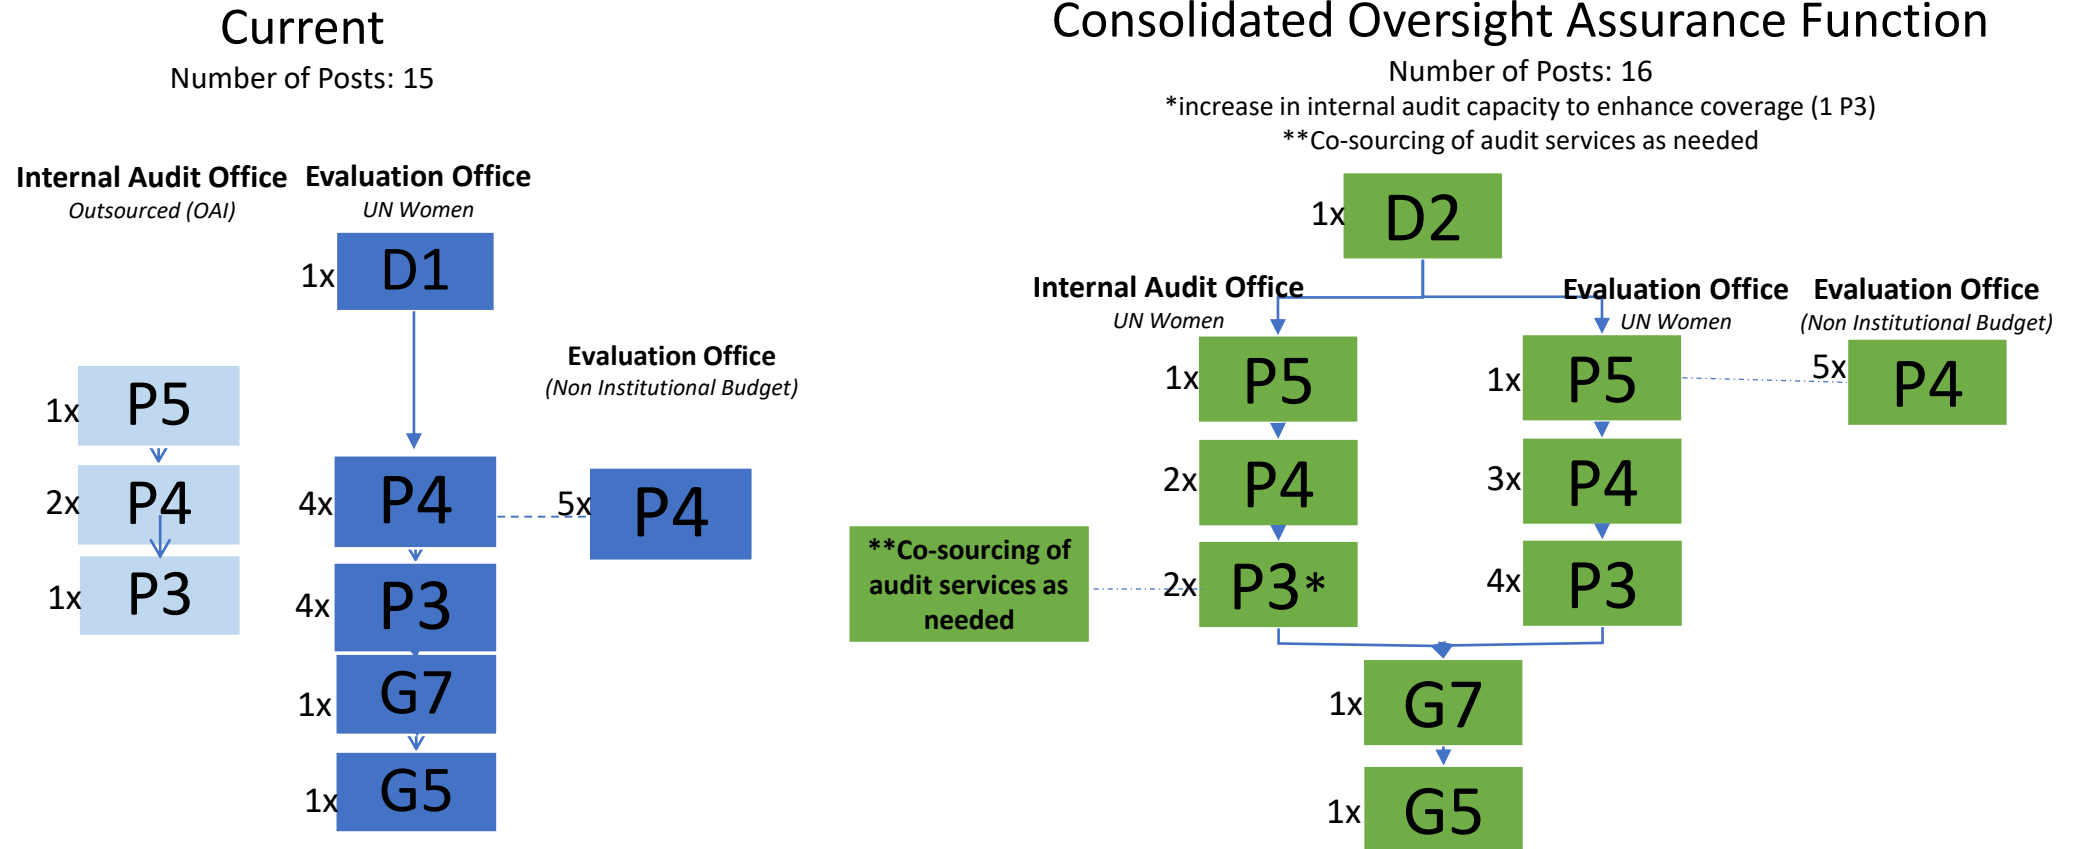 Current
Number of Posts: 15
Internal Audit Office
Outsourced (OAI)
Evaluation Office
UN Women
1x
D1
Evaluation Office
(Non Institutional Budget)
1x
P5
2x
P4
1x
P3
4x
P4
5x
P4
4x
P3
1x
G7
1x
G5
Consolidated Oversight Assurance Function
Number of Posts: 16
*increase in internal audit capacity to enhance coverage (1 P3)
**Co-sourcing of audit services as needed
1x
D2
Internal Audit Office
UN Women
Evaluation Office
UN Women
Evaluation Office
(Non Institutional Budget)
1x
P5
1x
P5
5x
P4
2x
P4
3x
P4
**Co-sourcing of
audit services as
needed
2x
P3*
4x
P3
1x
G7
1x
G5